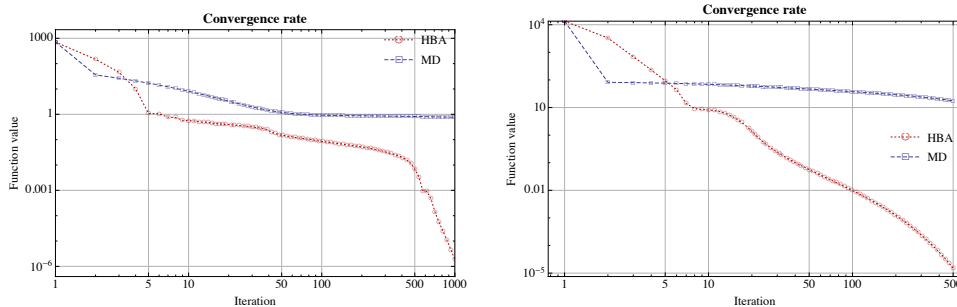 Convergence rate
1000
1
0.001
10^-6
Function value
HBA
MD
1 5 10 50 100 500 1000
Iteration
Convergence rate
10^4
10
0.01
10^-5
Function value
HBA
MD
1 5 10 50 100 500
Iteration